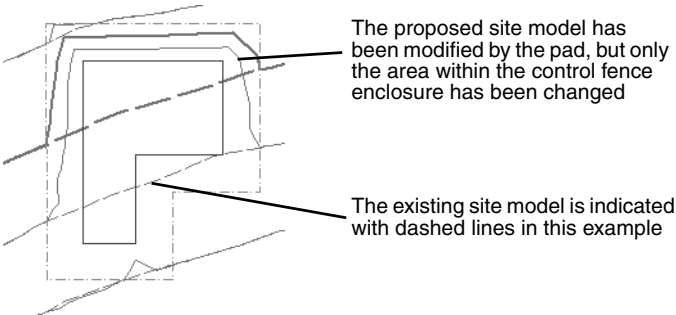 The proposed site model has
been modified by the pad, but only
the area within the control fence
enclosure has been changed
The existing site model is indicated
with dashed lines in this example